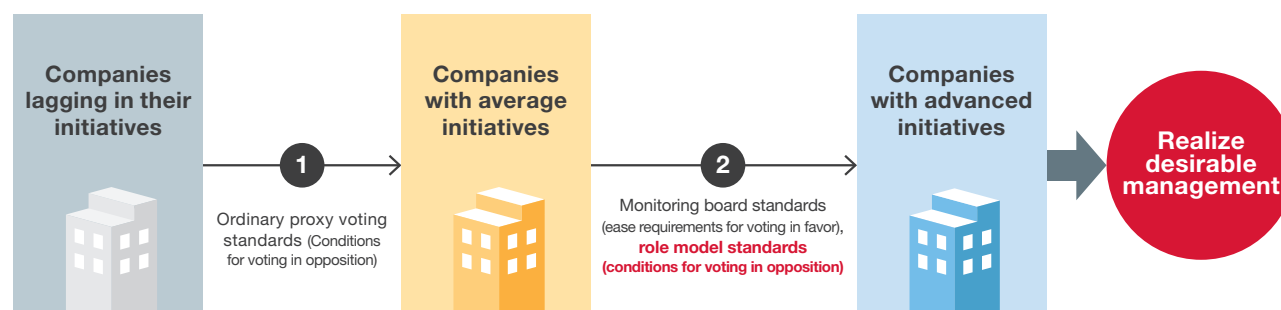 Companies
lagging in their
initiatives
1
Ordinary proxy voting
standards (Conditions
for voting in opposition)
Companies
with average
initiatives
2
Monitoring board standards
(ease requirements for voting in favor),
role model standards
(conditions for voting in opposition)
Companies
with advanced
initiatives
Realize
desirable
management